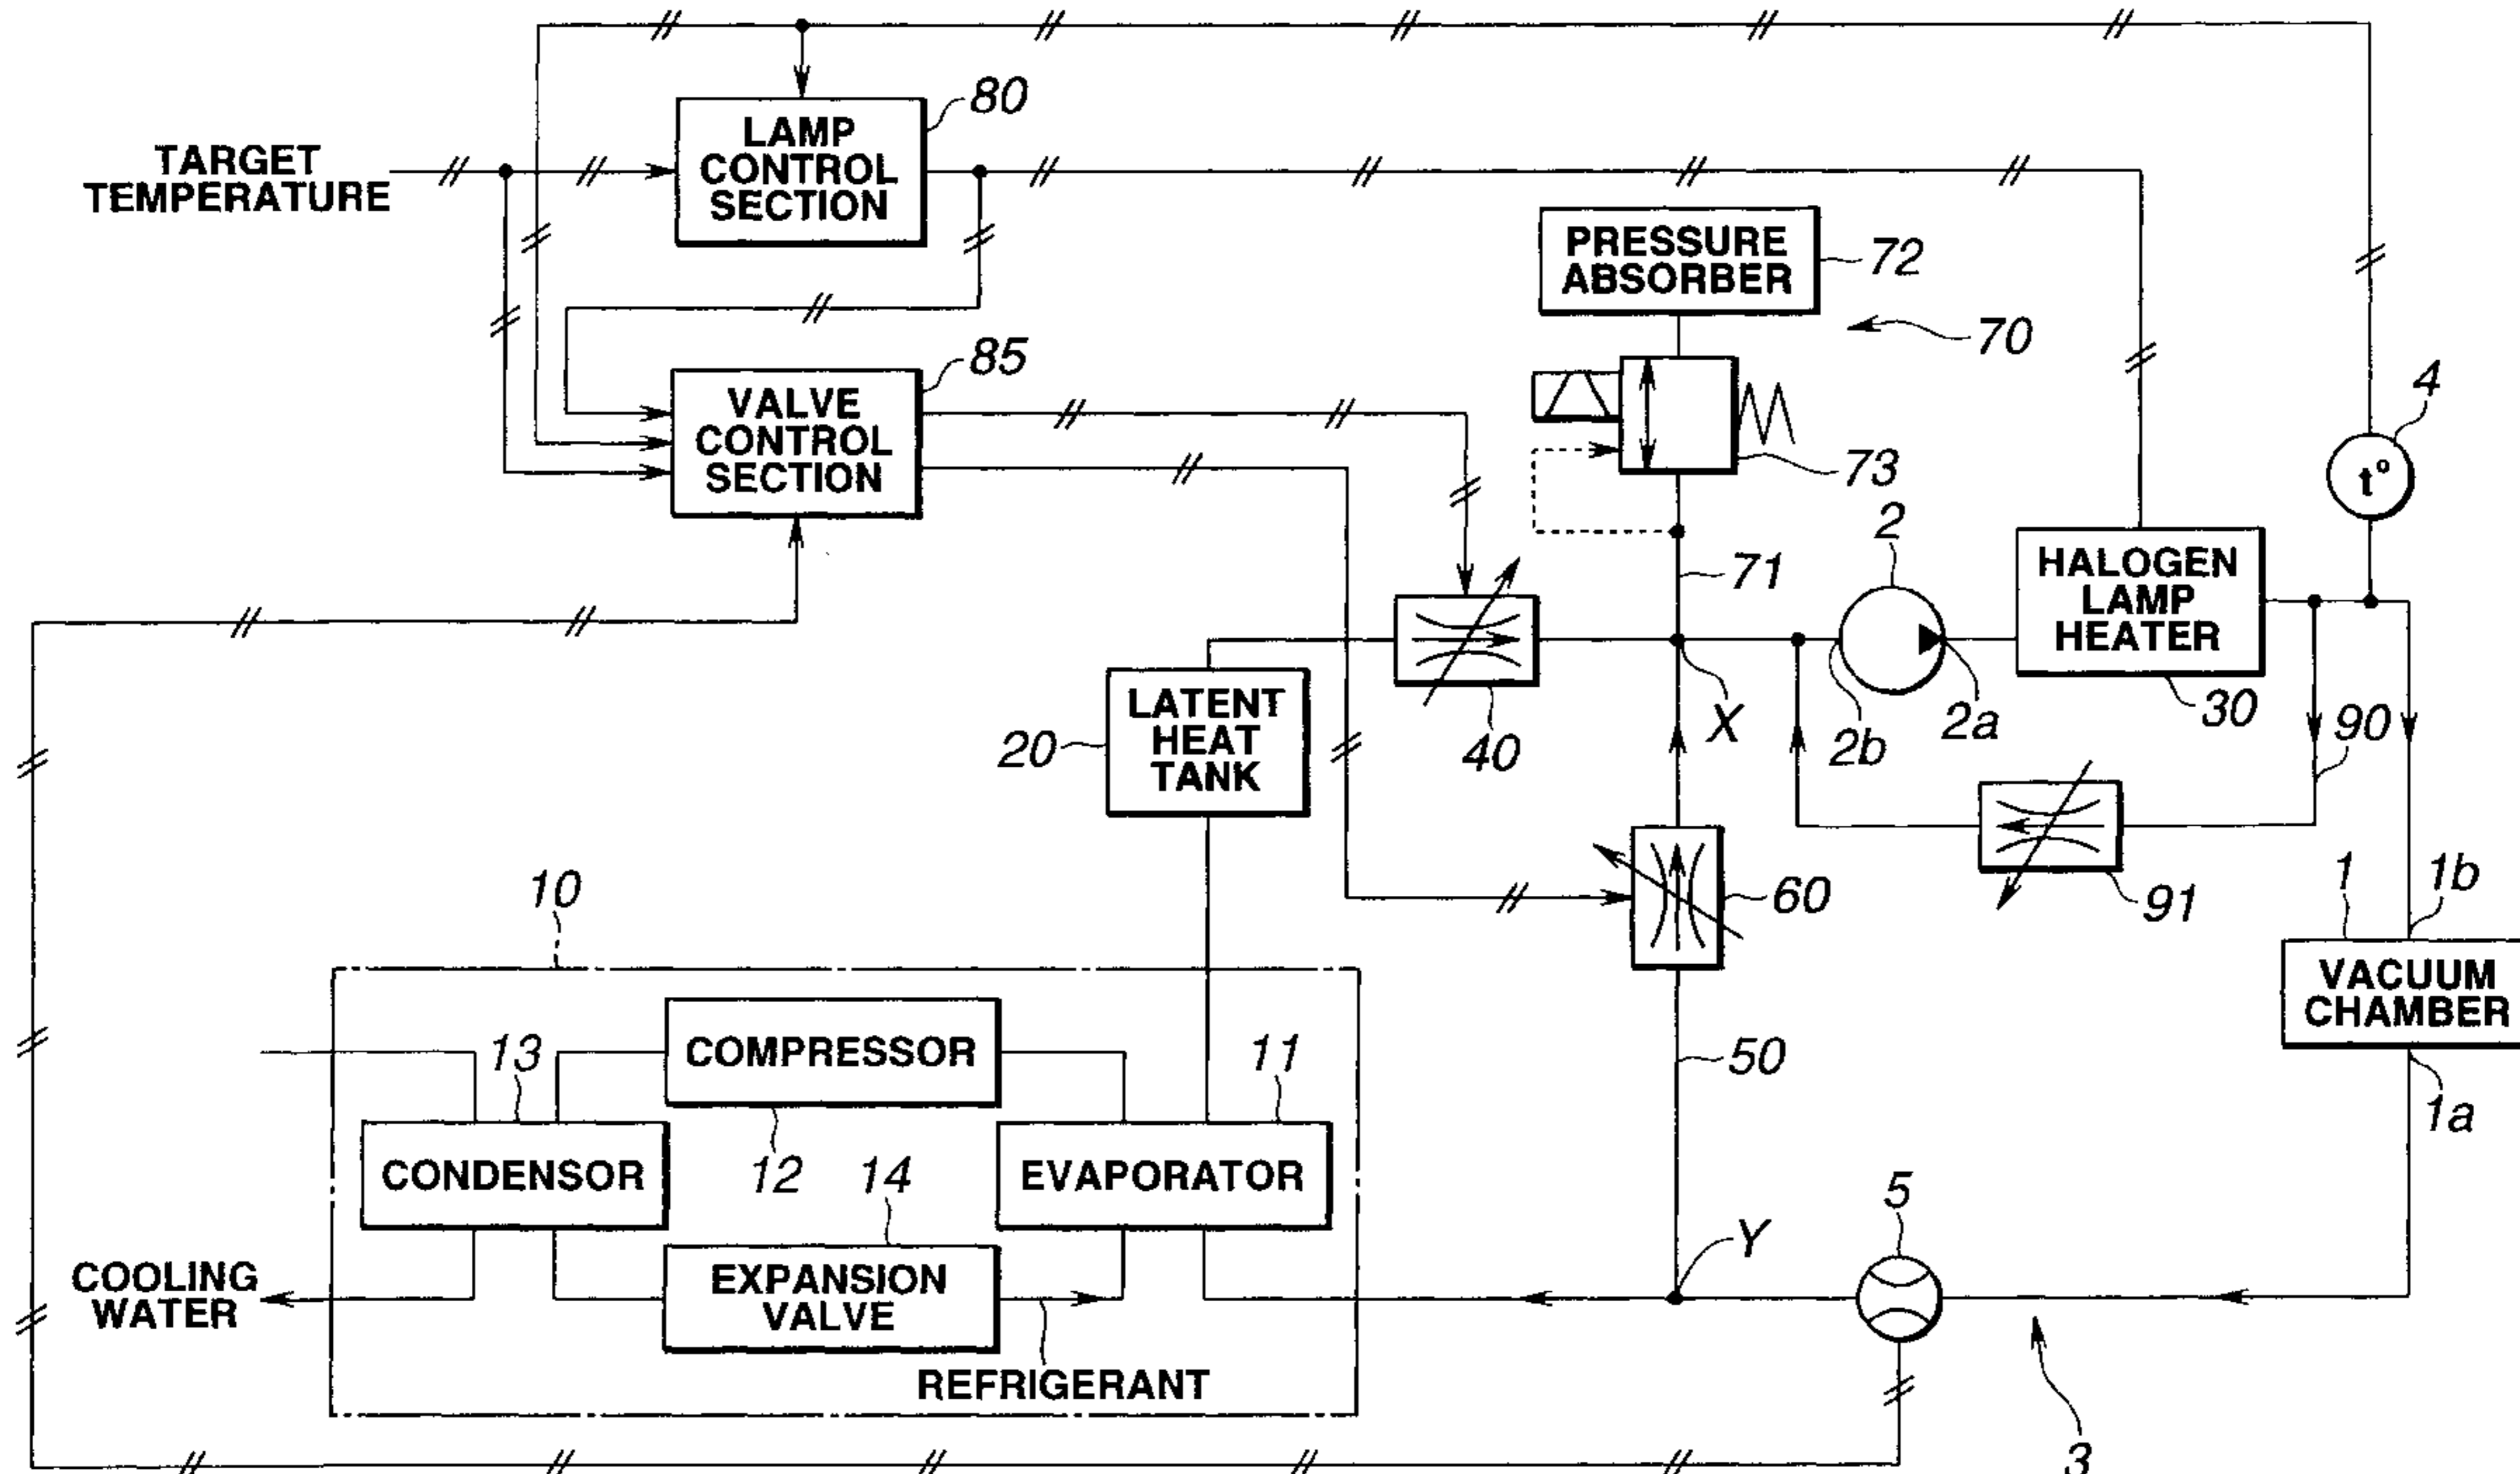 80
LAMP
CONTROL
SECTION
TARGET
TEMPERATURE
PRESSURE
ABSORBER
72
70
85
VALVE
CONTROL
SECTION
73
4
t°
2
71
HALOGEN
LAMP
HEATER
LATENT
HEAT
TANK
20
40
X
2b
2a
30
90
10
60
91
1
1b
VACUUM
CHAMBER
13
COMPRESSOR
11
50
1a
CONDENSOR
12
14
EVAPORATOR
5
Y
COOLING
WATER
EXPANSION
VALVE
REFRIGERANT
3